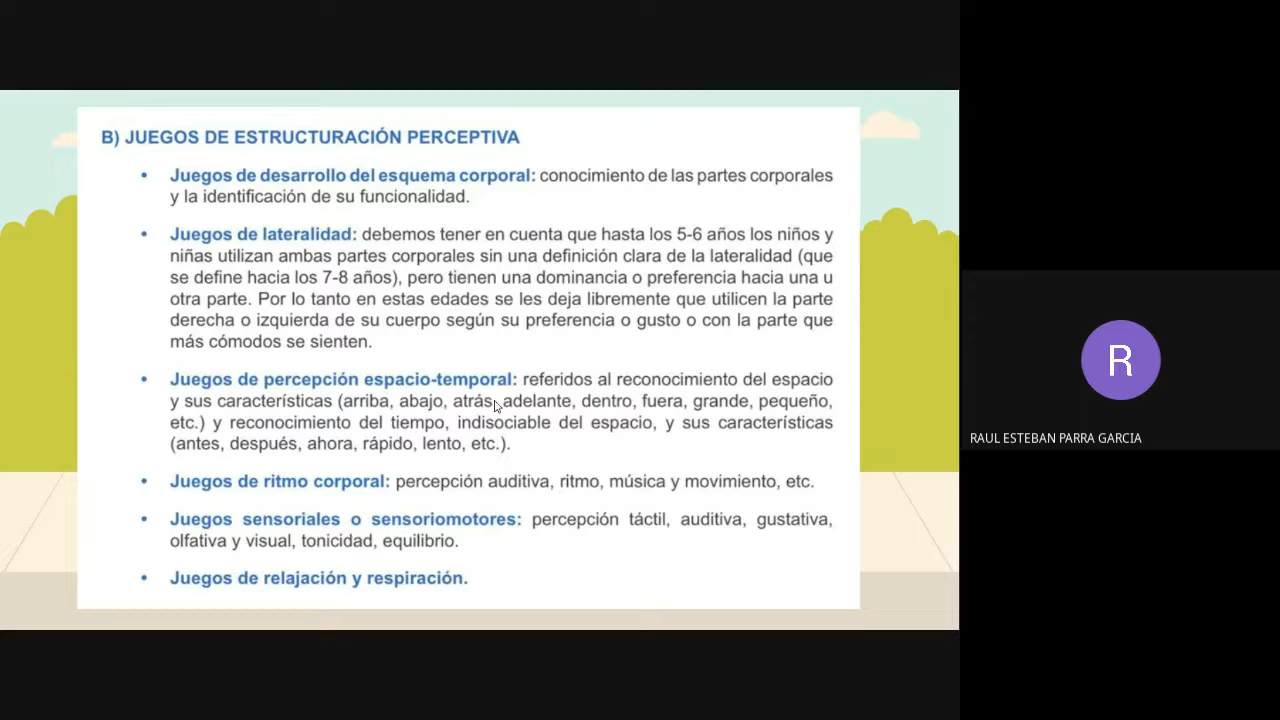 B) JUEGOS DE ESTRUCTURACIÓN PERCEPTIVA
• Juegos de desarrollo del esquema corporal: conocimiento de las partes corporales
y la identificación de su funcionalidad.
• Juegos de lateralidad: debemos tener en cuenta que hasta los 5-6 años los niños y
niñas utilizan ambas partes corporales sin una definición clara de la lateralidad (que
se define hacia los 7-8 años), pero tienen una dominancia o preferencia hacia una u
otra parte. Por lo tanto en estas edades se les deja libremente que utilicen la parte
derecha o izquierda de su cuerpo según su preferencia o gusto o con la parte que
más cómodos se sienten.
• Juegos de percepción espacio-temporal: referidos al reconocimiento del espacio
y sus características (arriba, abajo, atrás, adelante, dentro, fuera, grande, pequeño,
etc.) y reconocimiento del tiempo, indisociable del espacio, y sus características
(antes, después, ahora, rápido, lento, etc.).
• Juegos de ritmo corporal: percepción auditiva, ritmo, música y movimiento, etc.
• Juegos sensoriales o sensoriomotores: percepción táctil, auditiva, gustativa,
olfativa y visual, tonicidad, equilibrio.
• Juegos de relajación y respiración.
R
RAUL ESTEBAN PARRA GARCIA